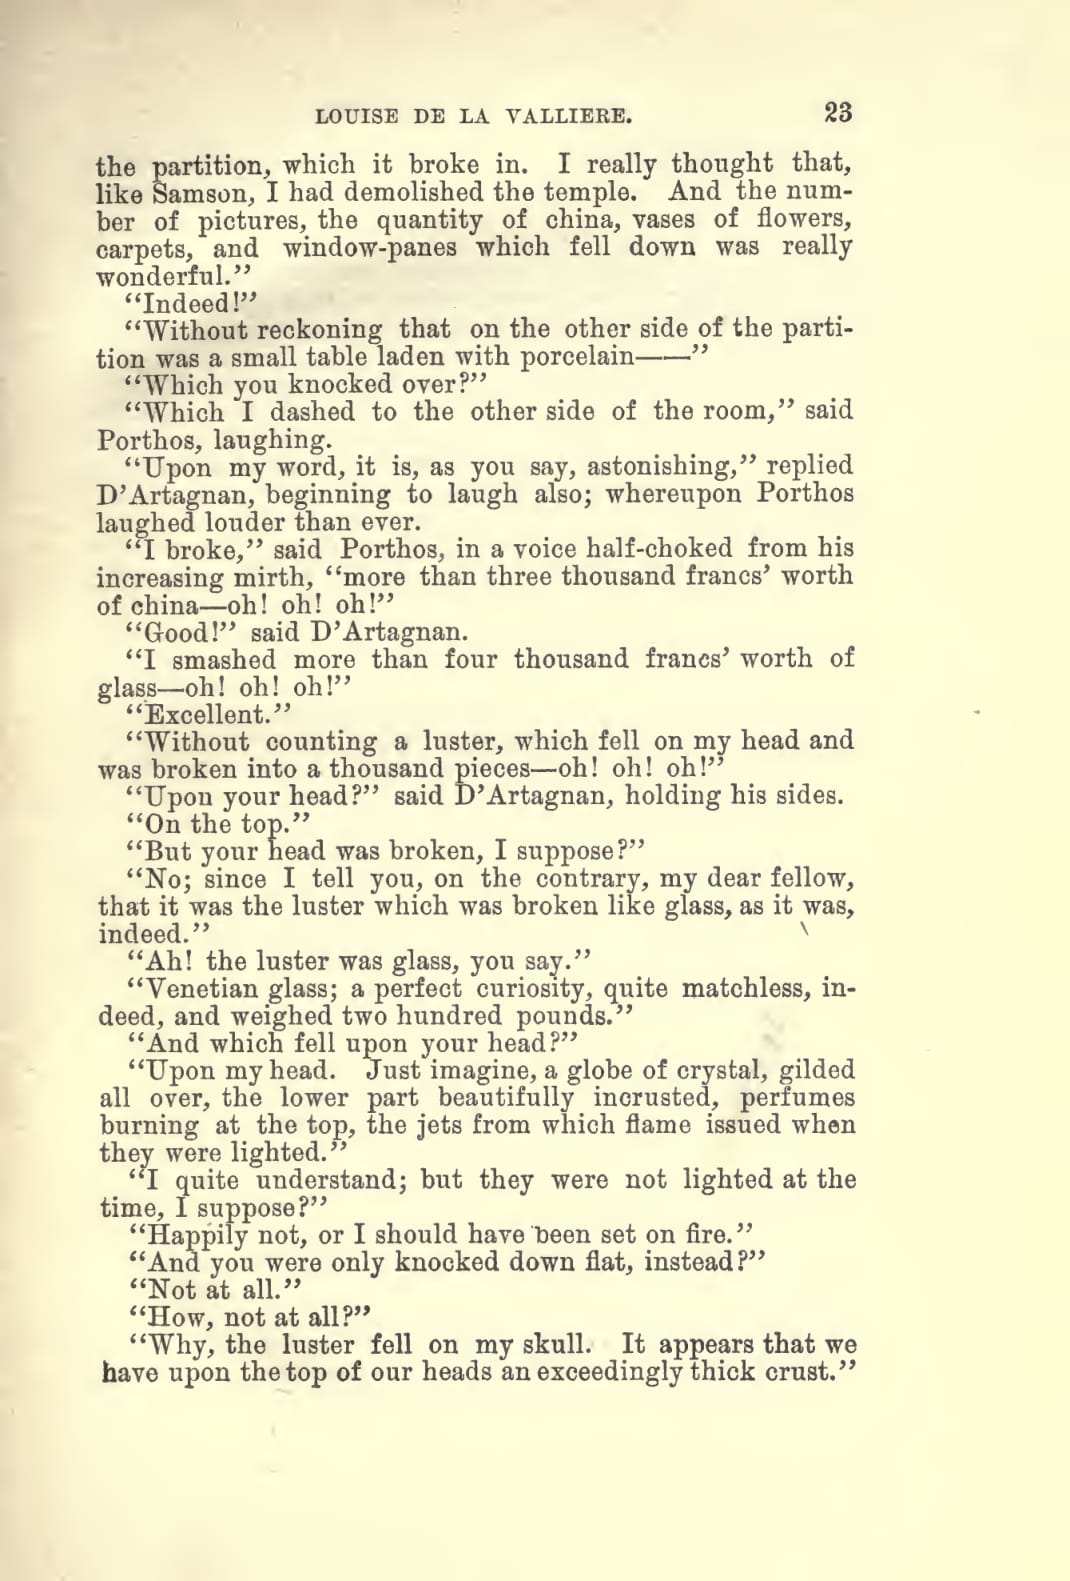 LOUISE DE LA VALLIERE. 23
the partition, which it broke in. I really thought that,
like Samson, I had demolished the temple. And the num-
ber of pictures, the quantity of china, vases of flowers,
carpets, and window-panes which fell down was really
wonderful.”
“Indeed!”
“Without reckoning that on the other side of the parti-
tion was a small table laden with porcelain——”
“Which you knocked over?”
“Which I dashed to the other side of the room,” said
Porthos, laughing.
“Upon my word, it is, as you say, astonishing,” replied
D’Artagnan, beginning to laugh also; whereupon Porthos
laughed louder than ever.
“I broke,” said Porthos, in a voice half-choked from his
increasing mirth, “more than three thousand francs’ worth
of china—oh! oh! oh!”
“Good!” said D’Artagnan.
“I smashed more than four thousand francs’ worth of
glass—oh! oh! oh!”
“Excellent.”
“Without counting a luster, which fell on my head and
was broken into a thousand pieces—oh! oh! oh!”
“Upon your head?” said D’Artagnan, holding his sides.
“On the top.”
“But your head was broken, I suppose?”
“No; since I tell you, on the contrary, my dear fellow,
that it was the luster which was broken like glass, as it was,
indeed.”
“Ah! the luster was glass, you say.”
“Venetian glass; a perfect curiosity, quite matchless, in-
deed, and weighed two hundred pounds.”
“And which fell upon your head?”
“Upon my head. Just imagine, a globe of crystal, gilded
all over, the lower part beautifully incrusted, perfumes
burning at the top, the jets from which flame issued when
they were lighted.”
“I quite understand; but they were not lighted at the
time, I suppose?”
“Happily not, or I should have been set on fire.”
“And you were only knocked down flat, instead?”
“Not at all.”
“How, not at all?”
“Why, the luster fell on my skull. It appears that we
have upon the top of our heads an exceedingly thick crust.”